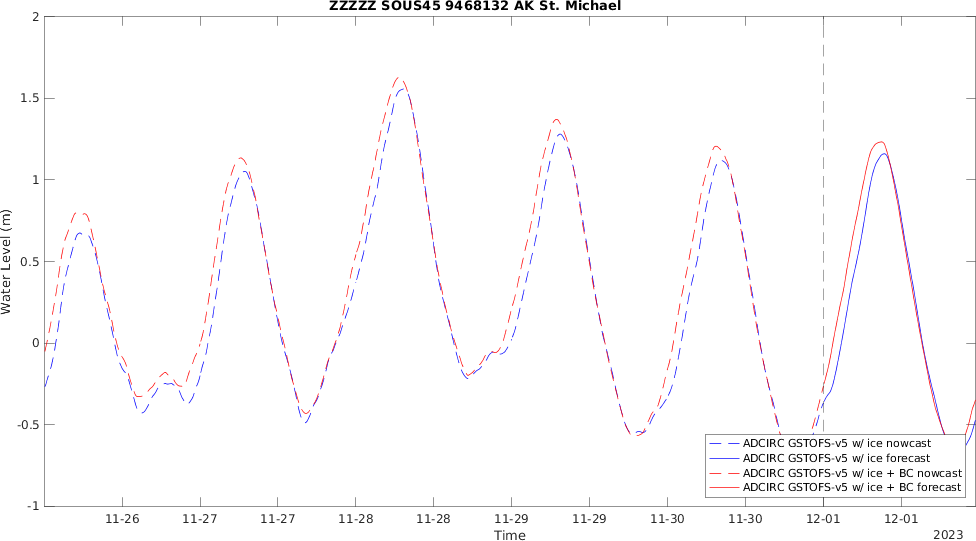 ZZZZZ SOUS45 9468132 AK St. Michael
2
1.5
1
0.5
0
-0.5
-1
Water Level (m)
11-26
11-27
11-27
11-28
11-28
11-29
11-29
11-30
11-30
12-01
12-01
2023
Time
ADCIRC GSTOFS-v5 w/ ice nowcast
ADCIRC GSTOFS-v5 w/ ice forecast
ADCIRC GSTOFS-v5 w/ ice + BC nowcast
ADCIRC GSTOFS-v5 w/ ice + BC forecast